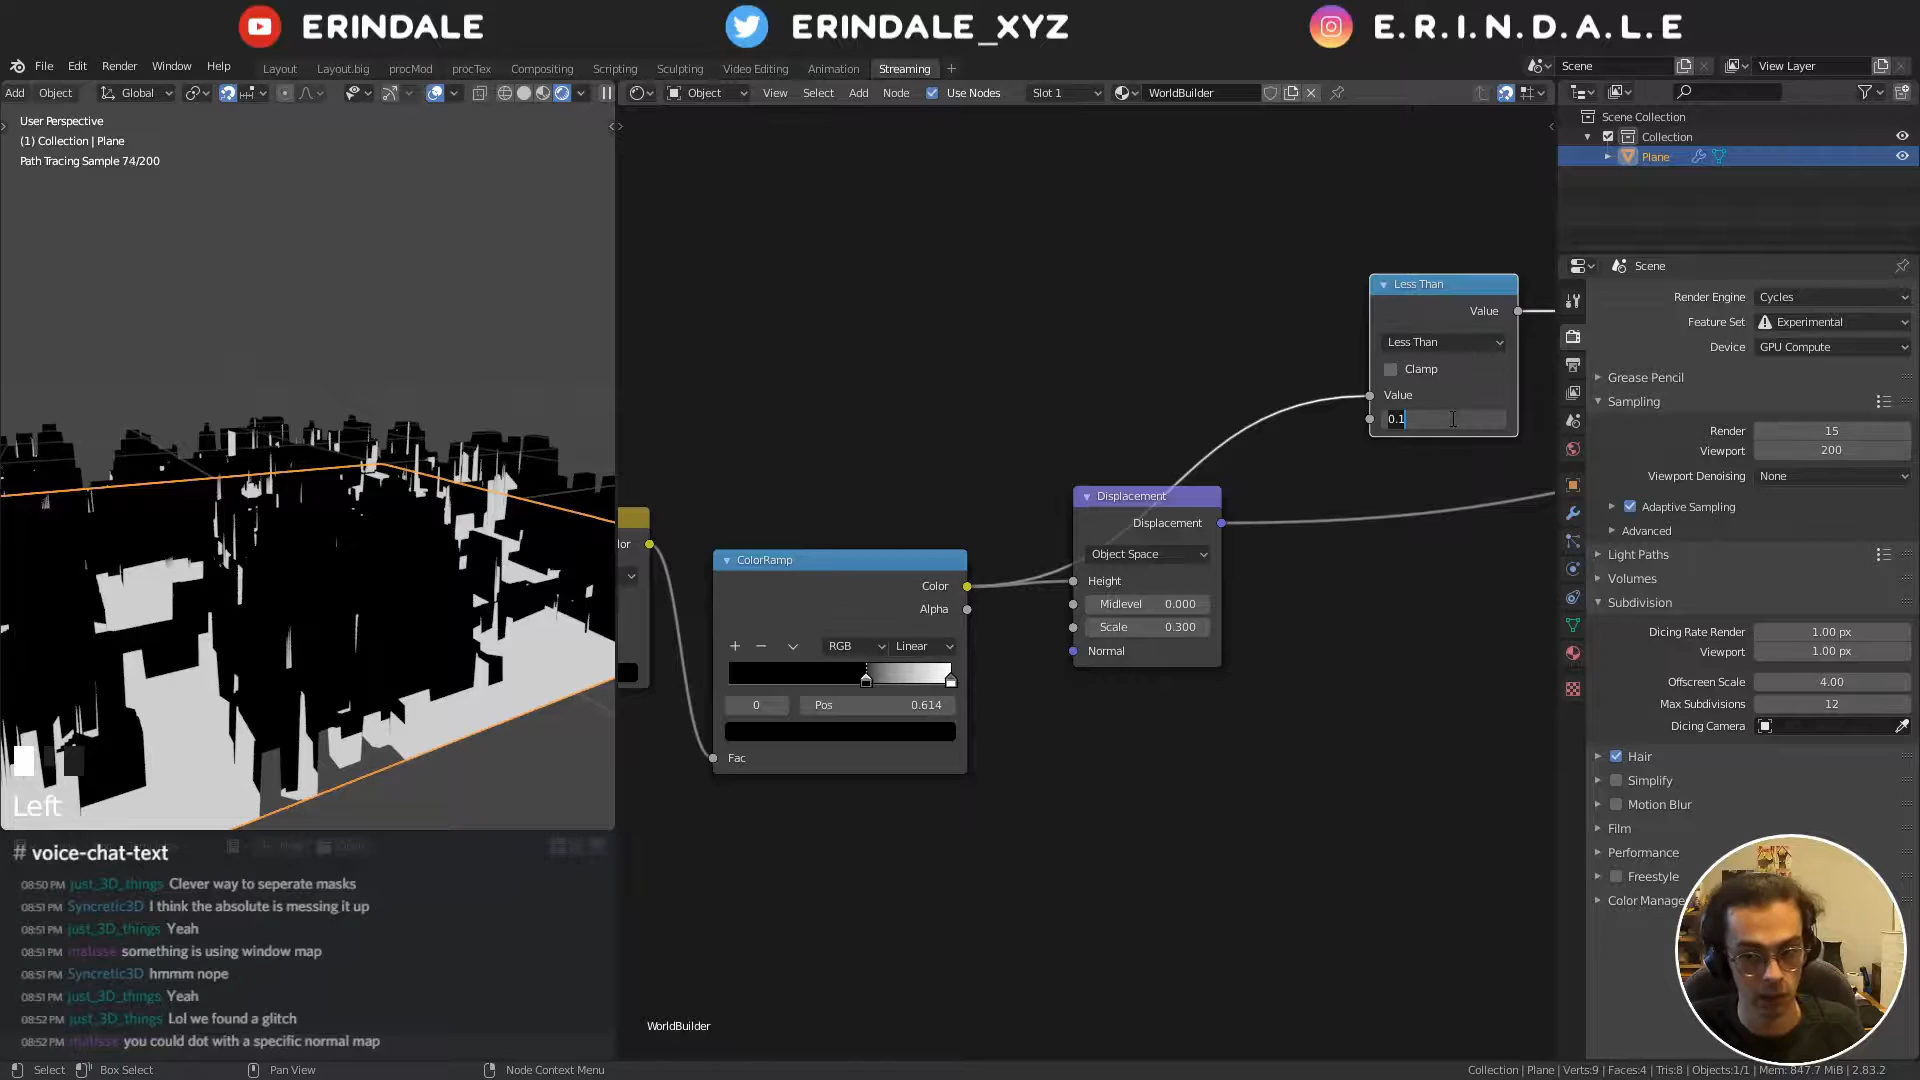 ERINDALE ERINDALE_XYZ E.R.I.N.D.A.L.E
File Edit Render Window Help Layout Layout.big procMod procTex Compositing Scripting Sculpting Video Editing Animation Streaming + Scene View Layer
Add Object Global Object View Select Add Node Use Nodes Slot 1 WorldBuilder
User Perspective
(1) Collection | Plane
Path Tracing Sample 74/200
Less Than
Value
Less Than
Clamp
Value
0.1
Displacement
Displacement
Object Space
Height
Midlevel 0.000
Scale 0.300
Normal
lor
ColorRamp
Color
Alpha
RGB Linear
0 Pos 0.614
Fac
WorldBuilder
Scene Collection
Collection
Plane
Scene
Render Engine Cycles
Feature Set Experimental
Device GPU Compute
Grease Pencil
Sampling
Render 15
Viewport 200
Viewport Denoising None
Adaptive Sampling
Advanced
Light Paths
Volumes
Subdivision
Dicing Rate Render 1.00 px
Viewport 1.00 px
Offscreen Scale 4.00
Max Subdivisions 12
Dicing Camera
Hair
Simplify
Motion Blur
Film
Performance
Freestyle
Color Manage
Left
# voice-chat-text
08:50 PM just_3D_things Clever way to seperate masks
08:51 PM Syncretic3D I think the absolute is messing it up
08:51 PM just_3D_things Yeah
08:51 PM matisse something is using window map
08:51 PM Syncretic3D hmmm nope
08:51 PM just_3D_things Yeah
08:52 PM just_3D_things Lol we found a glitch
08:52 PM matisse you could dot with a specific normal map
Select Box Select Pan View Node Context Menu Collection | Plane | Verts:9 | Faces:4 | Tris:8 | Objects:1/1 | Mem: 847.7 MiB | 2.83.2